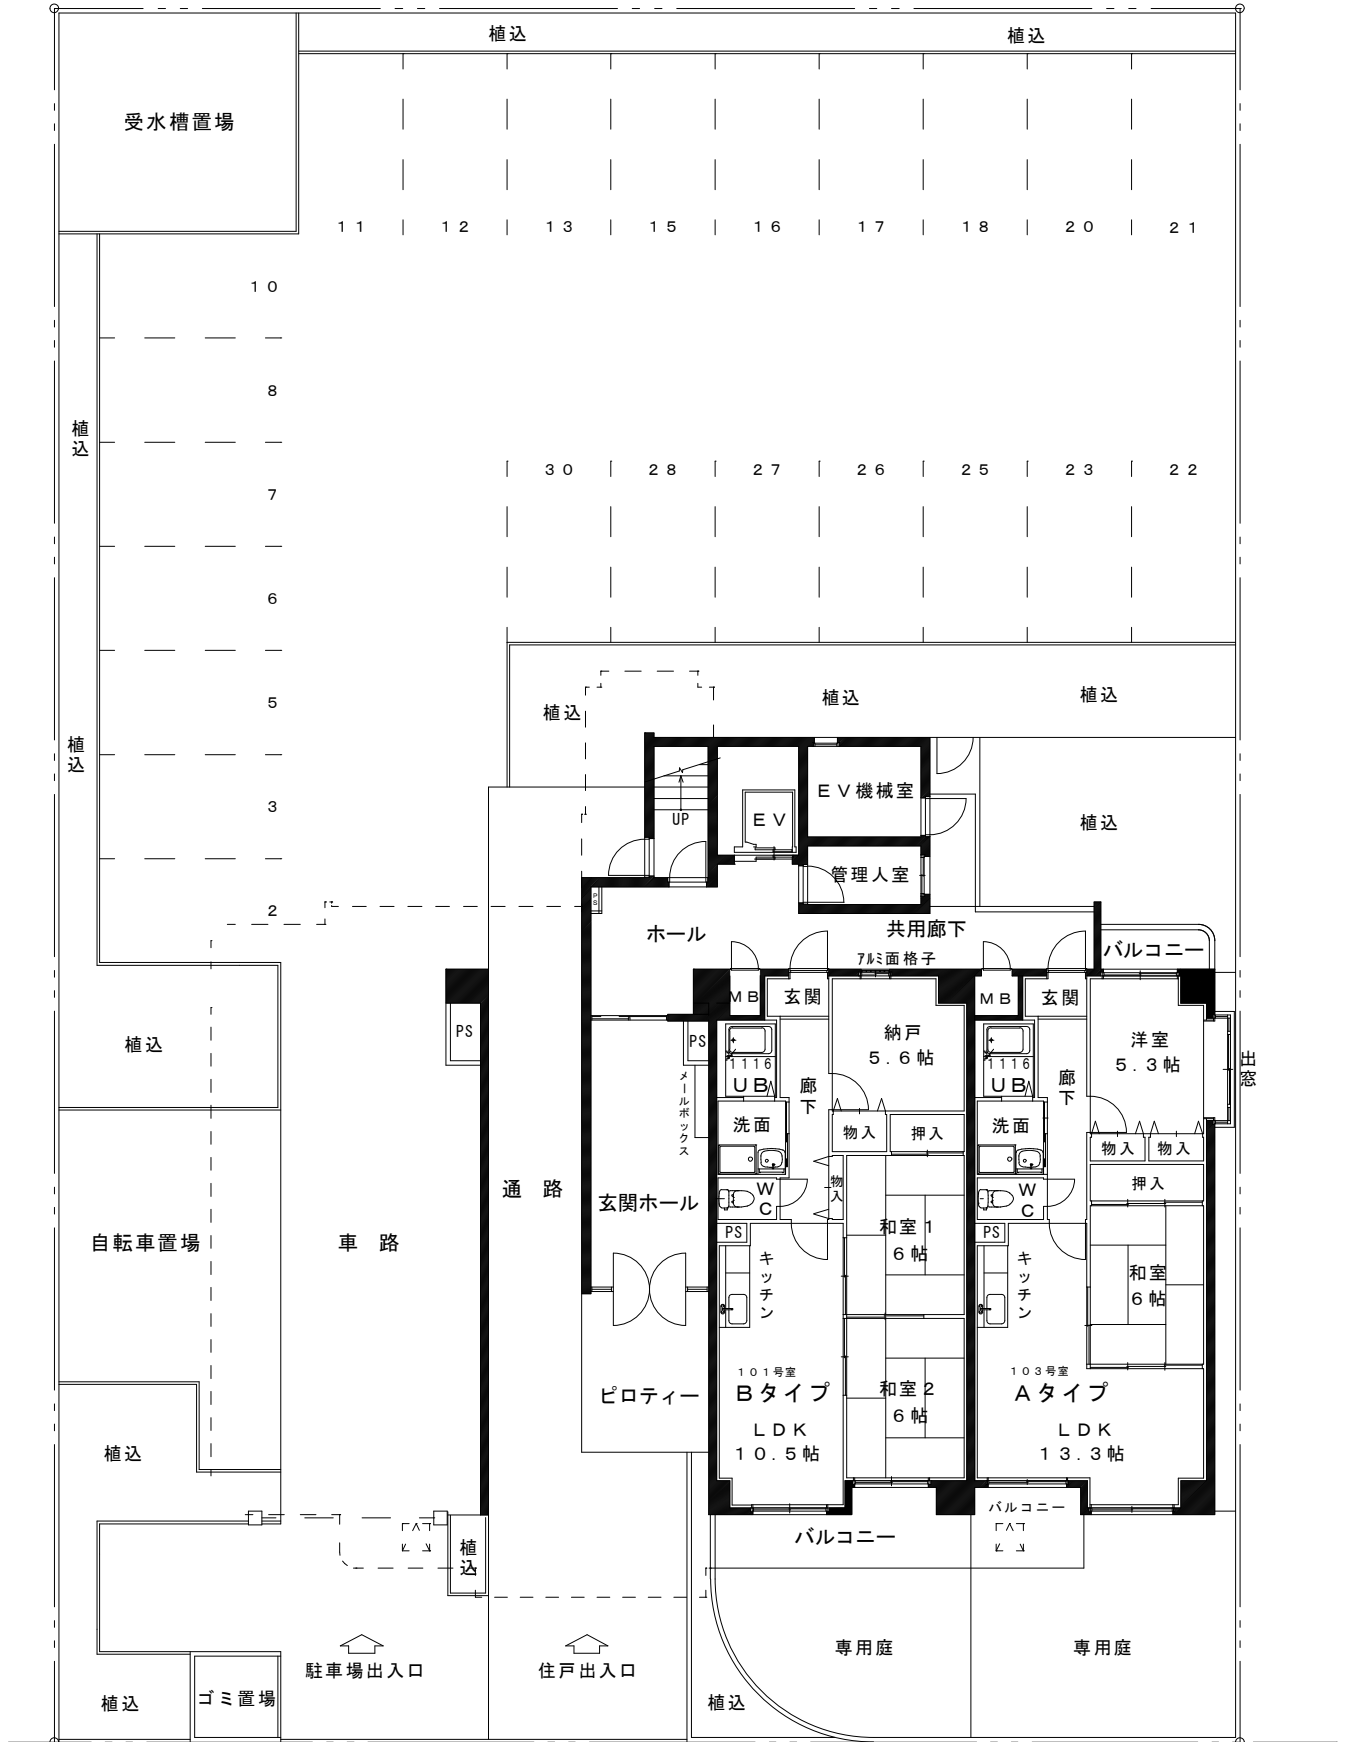 植込
植込
受水槽置場
11
12
13
15
16
17
18
20
21
10
8
植込
7
30
28
27
26
25
23
22
6
5
植込
植込
植込
植込
3
UP
EV
EV機械室
植込
管理人室
2
PS
ホール
共用廊下
アルミ面格子
バルコニー
MB
玄関
MB
玄関
PS
植込
PS
納戸
5.6帖
洋室
5.3帖
出窓
1116
UB
廊下
1116
UB
廊下
メールボックス
洗面
物入
押入
洗面
物入
物入
押入
通路
玄関ホール
WC
物入
WC
自転車置場
車路
PS
和室1
6帖
PS
キッチン
キッチン
和室
6帖
ピロティー
101号室
Bタイプ
LDK
10.5帖
和室2
6帖
103号室
Aタイプ
LDK
13.3帖
植込
バルコニー
バルコニー
植込
専用庭
専用庭
駐車場出入口
住戸出入口
植込
ゴミ置場
植込